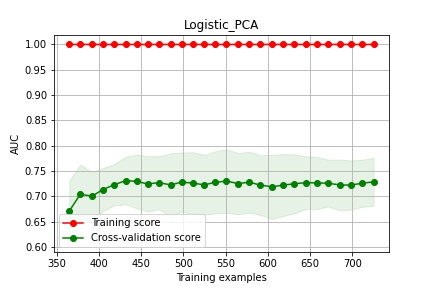 Logistic_PCA
1.00
0.95
0.90
0.85
0.80
0.75
0.70
0.65
0.60
AUC
Training score
Cross-validation score
350 400 450 500 550 600 650 700
Training examples